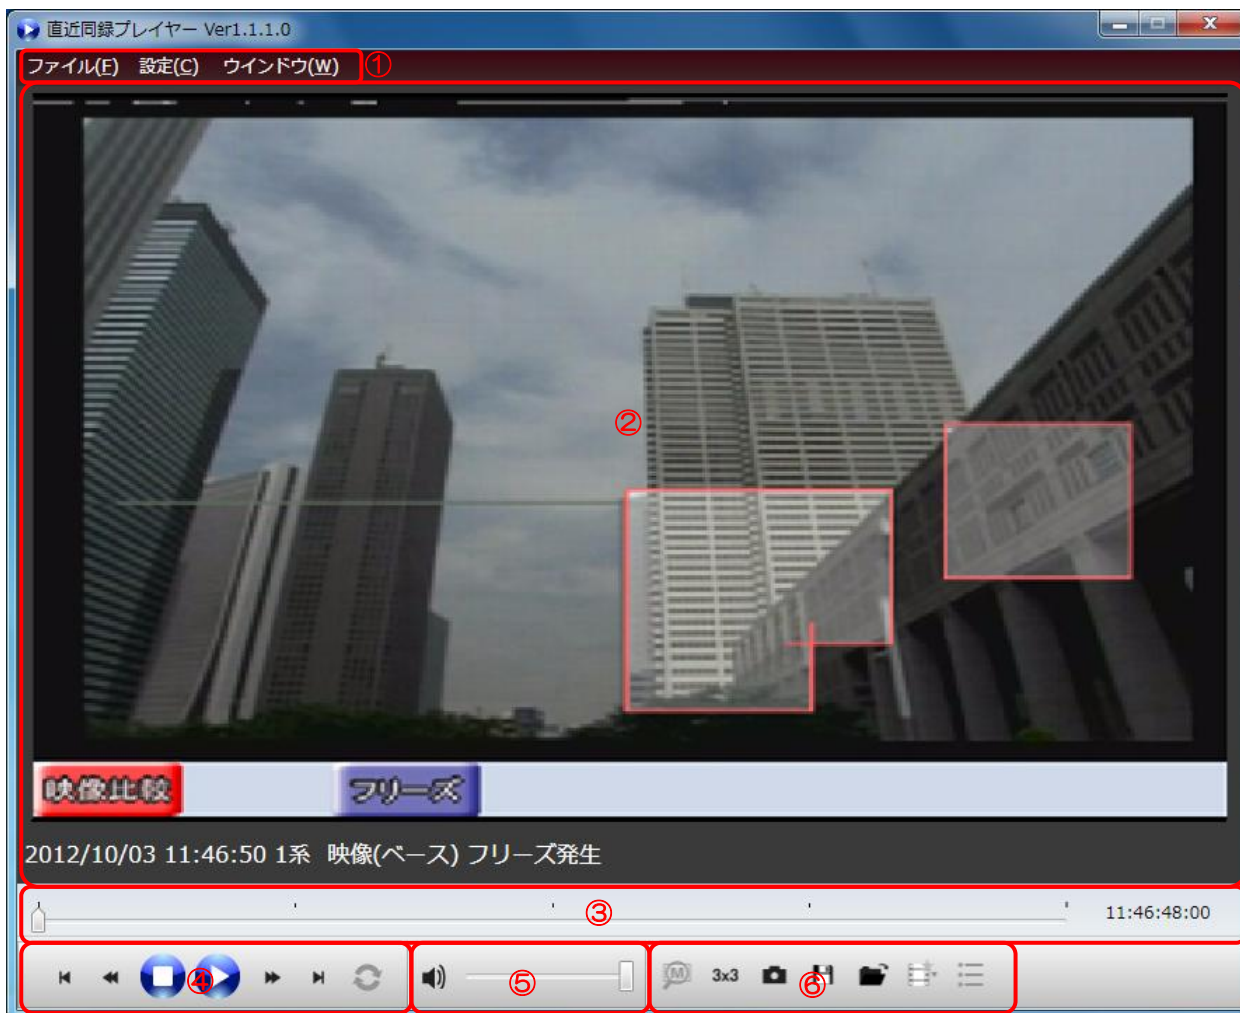 直近同録プレイヤー Ver1.1.1.0
ファイル(F) 設定(C) ウインドウ(W) ①
②
映像比較 フリーズ
2012/10/03 11:46:50 1系 映像(ベース) フリーズ発生
③ 11:46:48:00
④ ⑤ M 3x3 ⑥